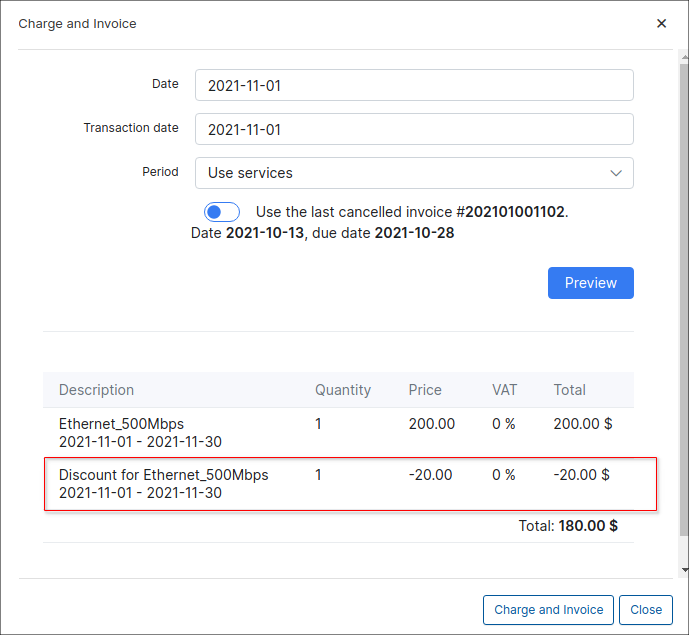 Charge and Invoice
Date 2021-11-01
Transaction date 2021-11-01
Period Use services
Use the last cancelled invoice #202101001102.
Date 2021-10-13, due date 2021-10-28
Preview
Description Quantity Price VAT Total
Ethernet_500Mbps 1 200.00 0 % 200.00 $
2021-11-01 - 2021-11-30
Discount for Ethernet_500Mbps 1 -20.00 0 % -20.00 $
2021-11-01 - 2021-11-30
Total: 180.00 $
Charge and Invoice Close